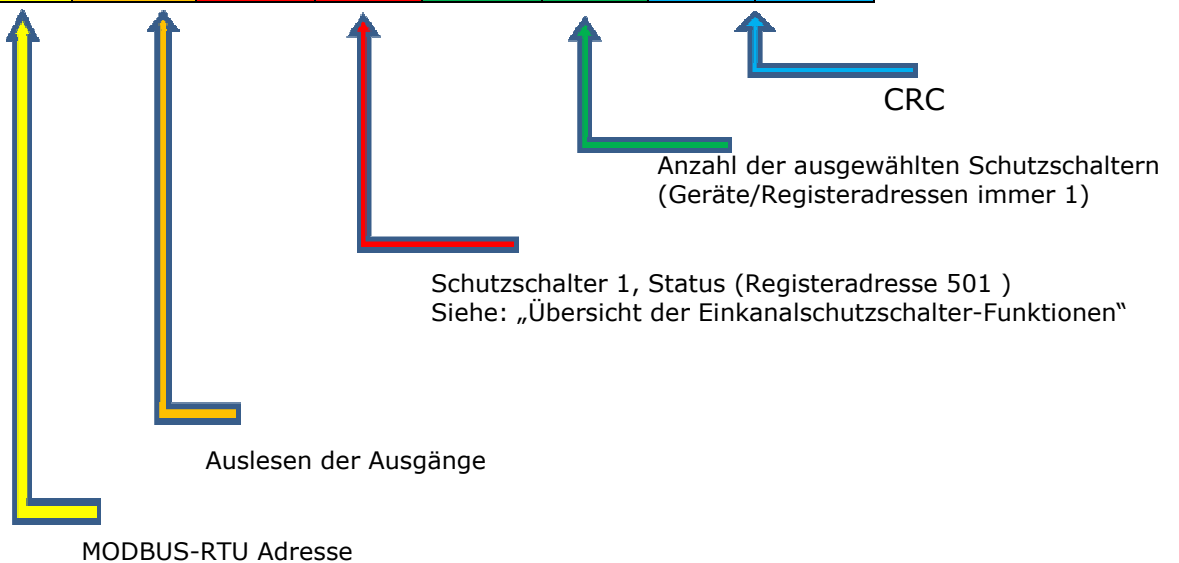 CRC
Anzahl der ausgewählten Schutzschaltern
(Geräte/Registeradressen immer 1)
Schutzschalter 1, Status (Registeradresse 501 )
Siehe: „Übersicht der Einkanalschutzschalter-Funktionen“
Auslesen der Ausgänge
MODBUS-RTU Adresse